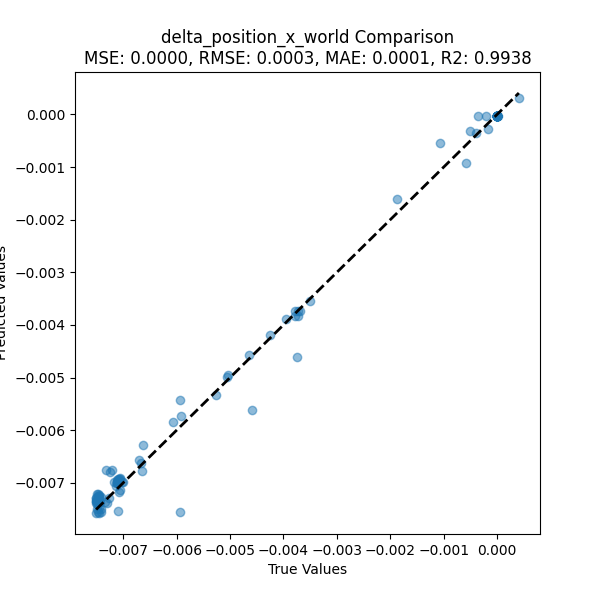 delta_position_x_world Comparison
MSE: 0.0000, RMSE: 0.0003, MAE: 0.0001, R2: 0.9938
0.000
−0.001
−0.002
−0.003
−0.004
−0.005
−0.006
−0.007
Predicted Values
−0.007 −0.006 −0.005 −0.004 −0.003 −0.002 −0.001 0.000
True Values